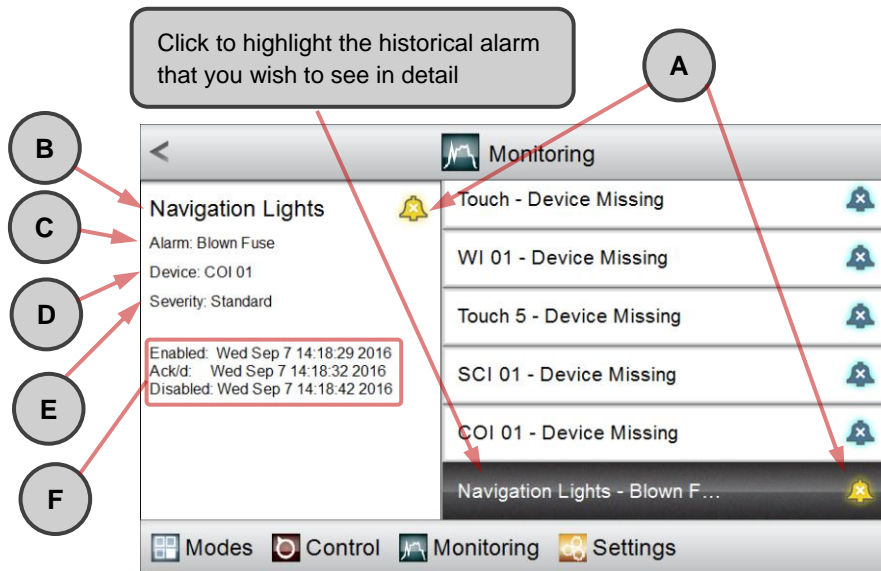 Click to highlight the historical alarm
that you wish to see in detail
A
B
C
D
E
F
<
Monitoring
Navigation Lights
Alarm: Blown Fuse
Device: COI 01
Severity: Standard
Enabled: Wed Sep 7 14:18:29 2016
Ack/d: Wed Sep 7 14:18:32 2016
Disabled: Wed Sep 7 14:18:42 2016
Touch - Device Missing
WI 01 - Device Missing
Touch 5 - Device Missing
SCI 01 - Device Missing
COI 01 - Device Missing
Navigation Lights - Blown F...
Modes Control Monitoring Settings